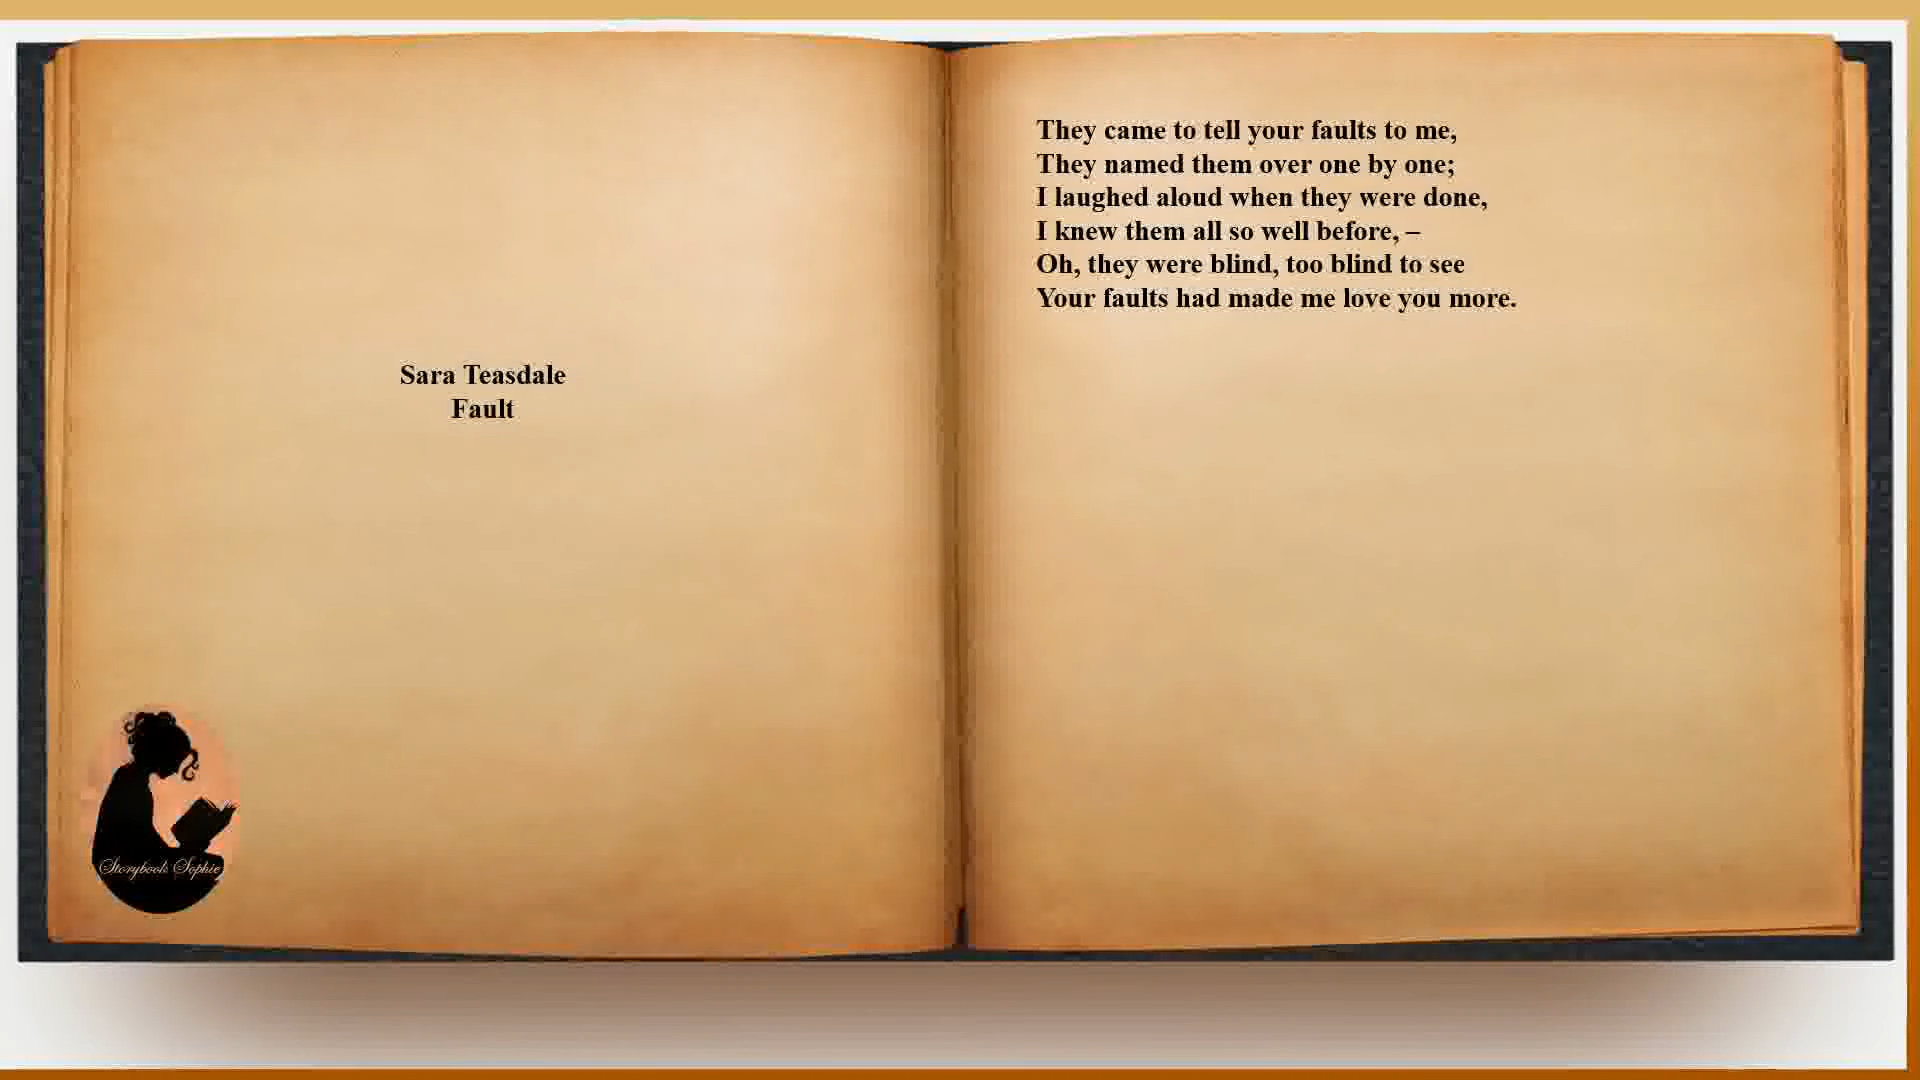 Sara Teasdale
Fault
Storybook Sophie
They came to tell your faults to me,
They named them over one by one;
I laughed aloud when they were done,
I knew them all so well before, –
Oh, they were blind, too blind to see
Your faults had made me love you more.